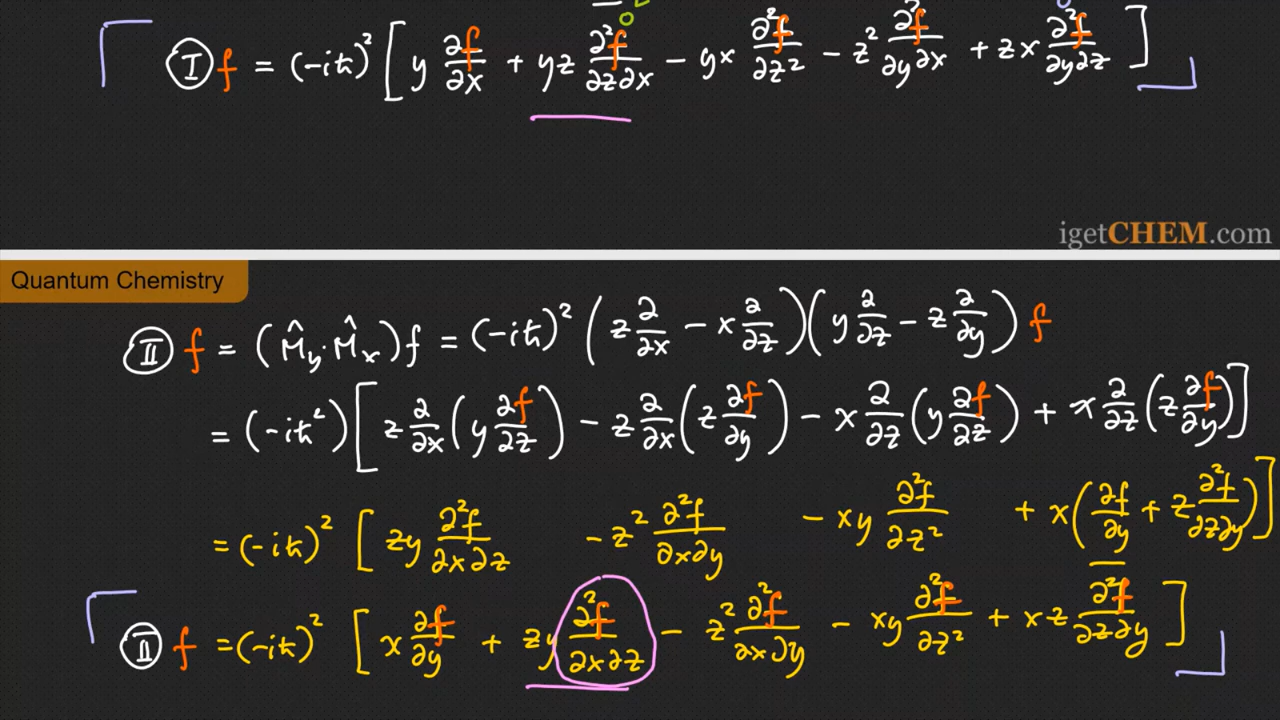 Ⓘ f = (-iħ)² [ y ∂f/∂x + yz ∂²f/∂z∂x - yx ∂²f/∂z² - z² ∂²f/∂y∂x + zx ∂²f/∂y∂z ]
igetCHEM.com
Quantum Chemistry
Ⓘⓘ f = (M̂y · M̂x) f = (-iħ)² ( z ∂/∂x - x ∂/∂z )( y ∂/∂z - z ∂/∂y ) f
= (-iħ²) [ z ∂/∂x ( y ∂f/∂z ) - z ∂/∂x ( z ∂f/∂y ) - x ∂/∂z ( y ∂f/∂z ) + x ∂/∂z ( z ∂f/∂y ) ]
= (-iħ)² [ zy ∂²f/∂x∂z - z² ∂²f/∂x∂y - xy ∂²f/∂z² + x ( ∂f/∂y + z ∂²f/∂z∂y ) ]
Ⓘⓘ f = (-iħ)² [ x ∂f/∂y + zy ∂²f/∂x∂z - z² ∂²f/∂x∂y - xy ∂²f/∂z² + xz ∂²f/∂z∂y ]